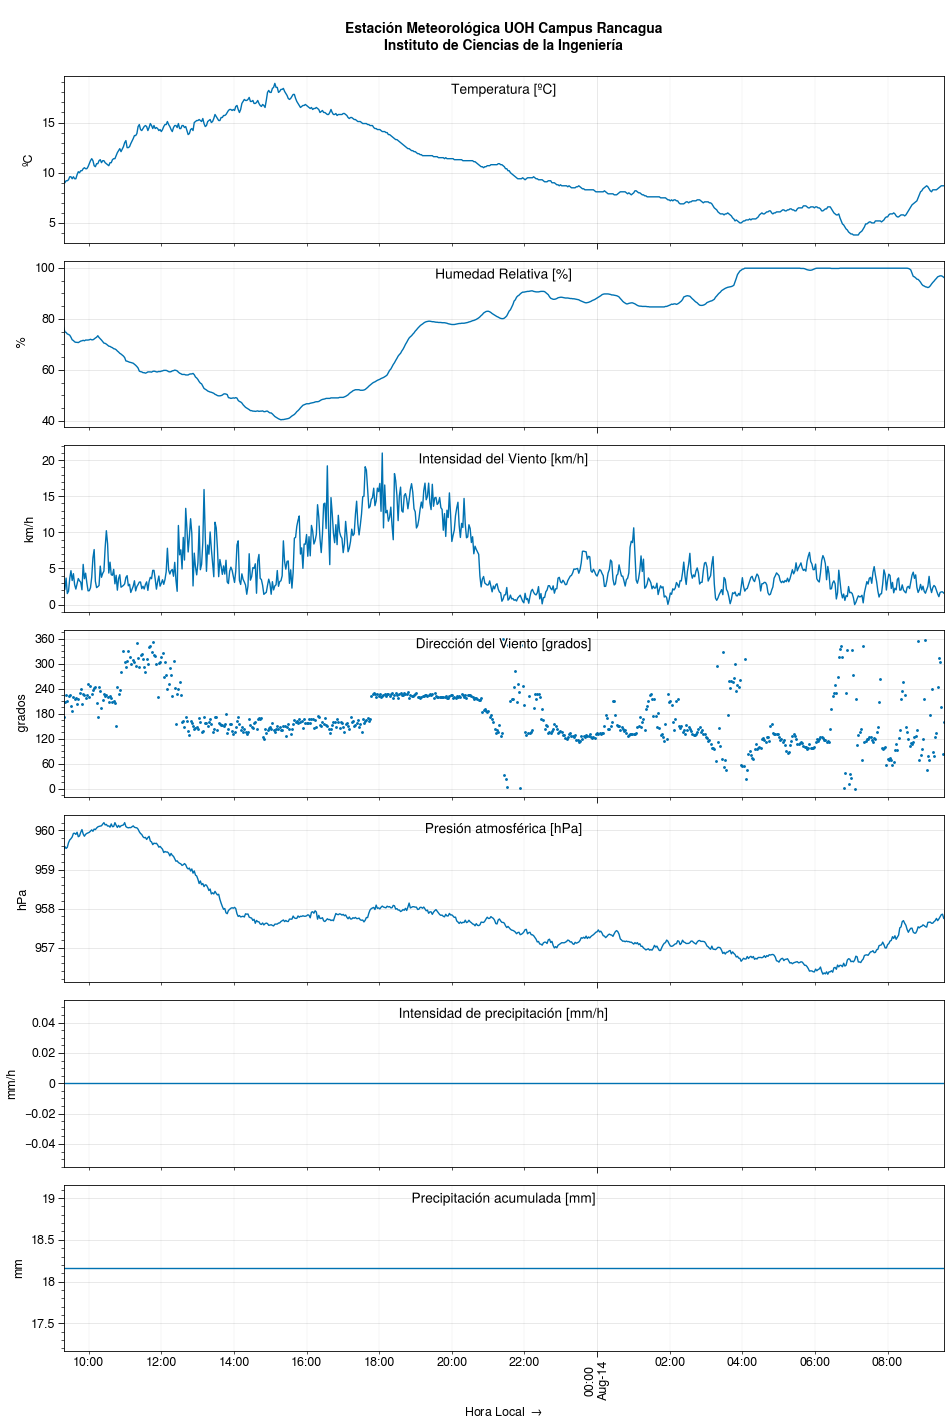 Estación Meteorológica UOH Campus Rancagua
Instituto de Ciencias de la Ingeniería
Temperatura [ºC]
15
10
5
ºC
Humedad Relativa [%]
100
80
60
40
%
Intensidad del Viento [km/h]
20
15
10
5
0
km/h
Dirección del Viento [grados]
360
300
240
180
120
60
0
grados
Presión atmosférica [hPa]
960
959
958
957
hPa
Intensidad de precipitación [mm/h]
0.04
0.02
0
−0.02
−0.04
mm/h
Precipitación acumulada [mm]
19
18.5
18
17.5
mm
10:00 12:00 14:00 16:00 18:00 20:00 22:00 00:00 02:00 04:00 06:00 08:00
Aug-14
Hora Local →